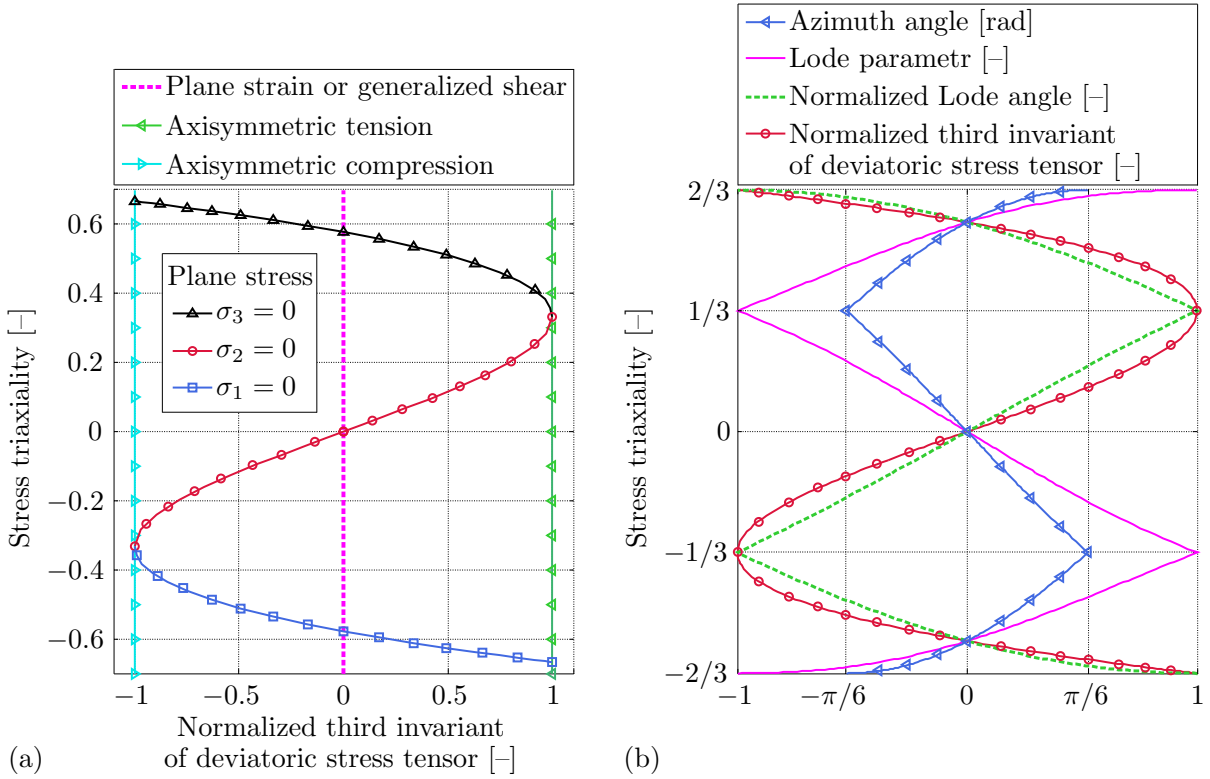 Plane strain or generalized shear
Axisymmetric tension
Axisymmetric compression
Plane stress
σ3 = 0
σ2 = 0
σ1 = 0
Stress triaxiality [–]
0.6
0.4
0.2
0
−0.2
−0.4
−0.6
−1
−0.5
0
0.5
1
Normalized third invariant
of deviatoric stress tensor [–]
(a)
Azimuth angle [rad]
Lode parametr [–]
Normalized Lode angle [–]
Normalized third invariant
of deviatoric stress tensor [–]
Stress triaxiality [–]
2/3
1/3
0
−1/3
−2/3
−1
−π/6
0
π/6
1
(b)